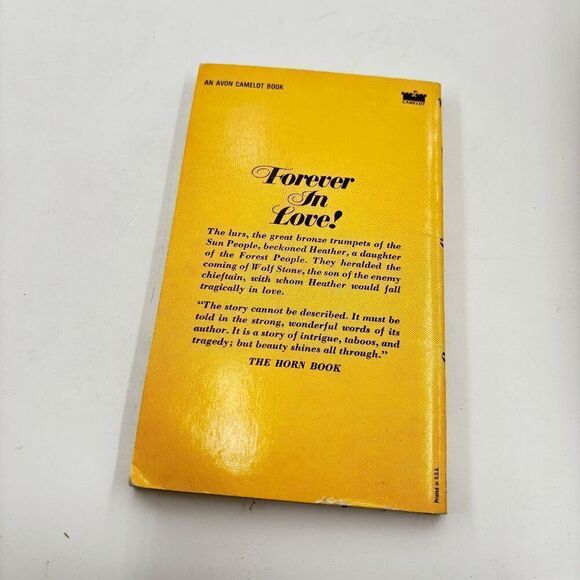 AN AVON CAMELOT BOOK
CAMELOT
Forever
In
Love!
The lurs, the great bronze trumpets of the
Sun People, beckoned Heather, a daughter
of the Forest People. They heralded the
coming of Wolf Stone, the son of the enemy
chieftain, with whom Heather would fall
tragically in love.
"The story cannot be described. It must be
told in the strong, wonderful words of its
author. It is a story of intrigue, taboos, and
tragedy; but beauty shines all through."
THE HORN BOOK
Printed in U.S.A.